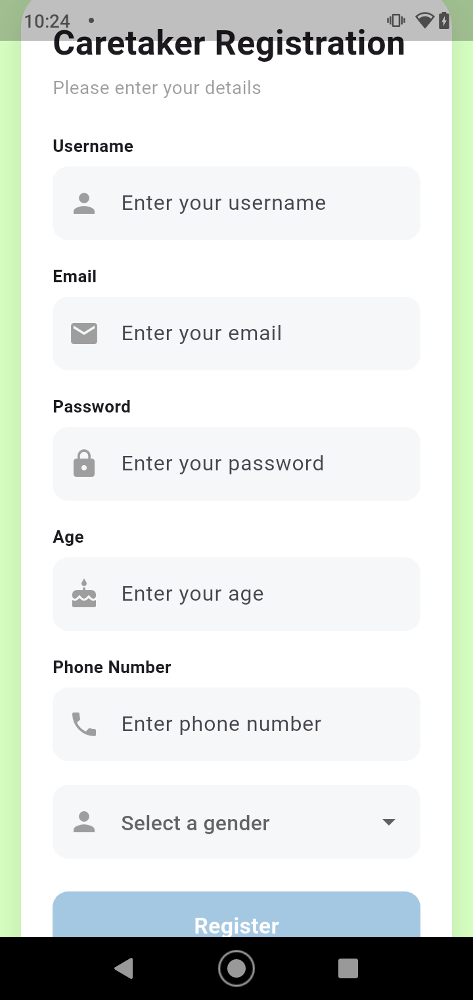 10:24
Caretaker Registration
Please enter your details
Username
Enter your username
Email
Enter your email
Password
Enter your password
Age
Enter your age
Phone Number
Enter phone number
Select a gender
Register